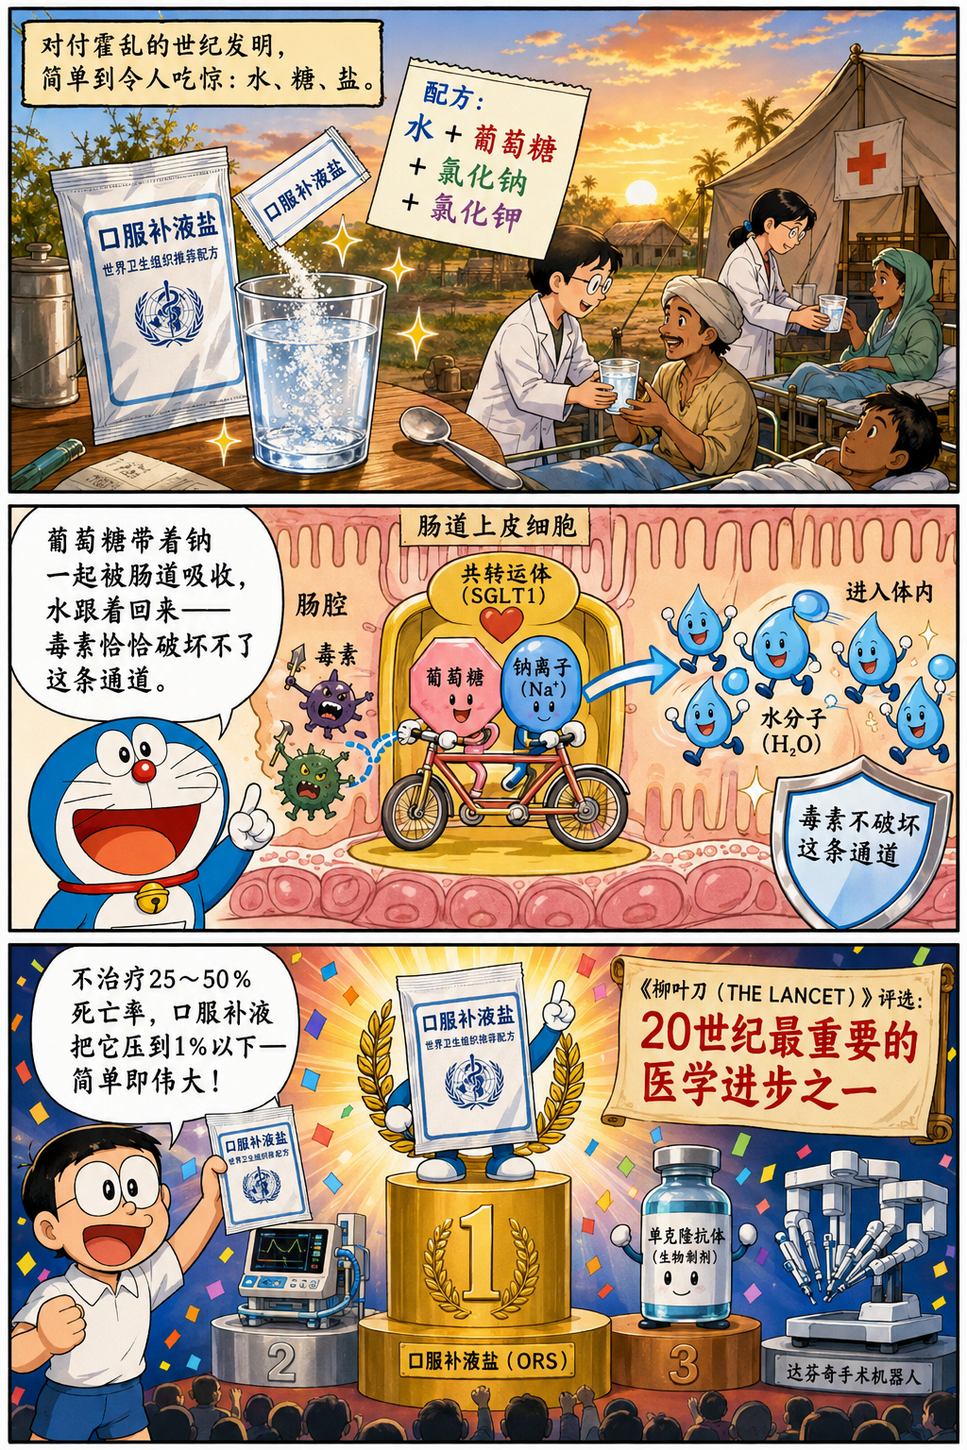 对付霍乱的世纪发明，
简单到令人吃惊：水、糖、盐。
配方：
水 + 葡萄糖
+ 氯化钠
+ 氯化钾
口服补液盐
口服补液盐
世界卫生组织推荐配方
葡萄糖带着钠
一起被肠道吸收，
水跟着回来——
毒素恰恰破坏不了
这条通道。
肠道上皮细胞
共转运体
(SGLT1)
肠腔
毒素
葡萄糖
钠离子
(Na⁺)
进入体内
水分子
(H₂O)
毒素不破坏
这条通道
不治疗25～50%
死亡率，口服补液
把它压到1%以下—
简单即伟大！
口服补液盐
世界卫生组织推荐配方
《柳叶刀（THE LANCET）》评选：
20世纪最重要的
医学进步之一
口服补液盐
世界卫生组织推荐配方
1
2
3
单克隆抗体
(生物制剂)
口服补液盐（ORS）
达芬奇手术机器人